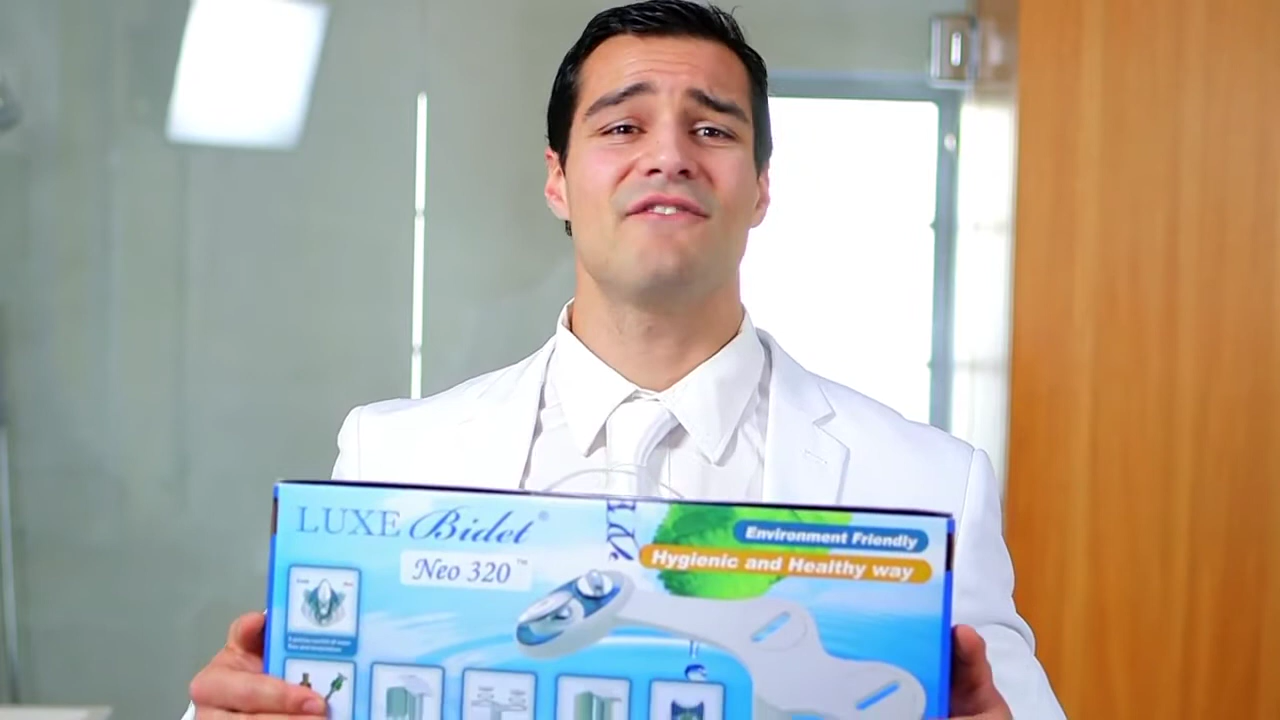 LUXE Bidet®
Neo 320™
Environment Friendly
Hygienic and Healthy way